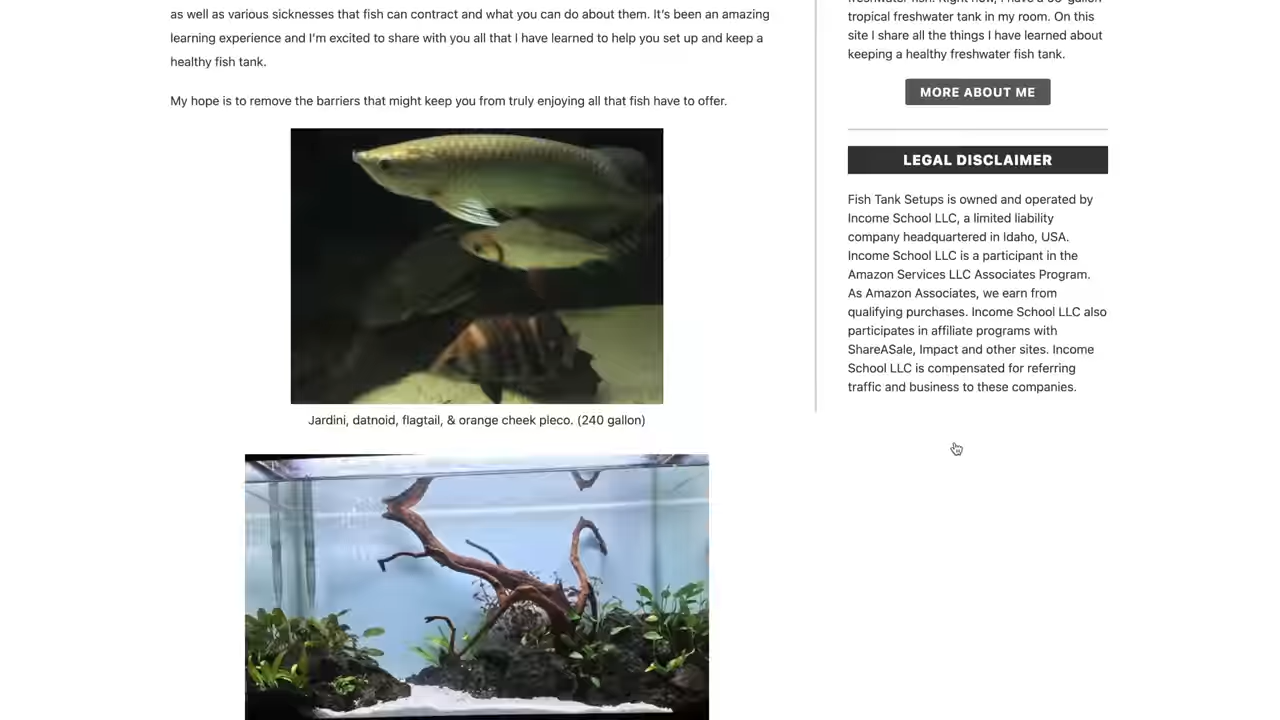 as well as various sicknesses that fish can contract and what you can do about them. It's been an amazing
learning experience and I'm excited to share with you all that I have learned to help you set up and keep a
healthy fish tank.
My hope is to remove the barriers that might keep you from truly enjoying all that fish have to offer.
Jardini, datnoid, flagtail, & orange cheek pleco. (240 gallon)
tropical freshwater tank in my room. On this
site I share all the things I have learned about
keeping a healthy freshwater fish tank.
MORE ABOUT ME
LEGAL DISCLAIMER
Fish Tank Setups is owned and operated by
Income School LLC, a limited liability
company headquartered in Idaho, USA.
Income School LLC is a participant in the
Amazon Services LLC Associates Program.
As Amazon Associates, we earn from
qualifying purchases. Income School LLC also
participates in affiliate programs with
ShareASale, Impact and other sites. Income
School LLC is compensated for referring
traffic and business to these companies.